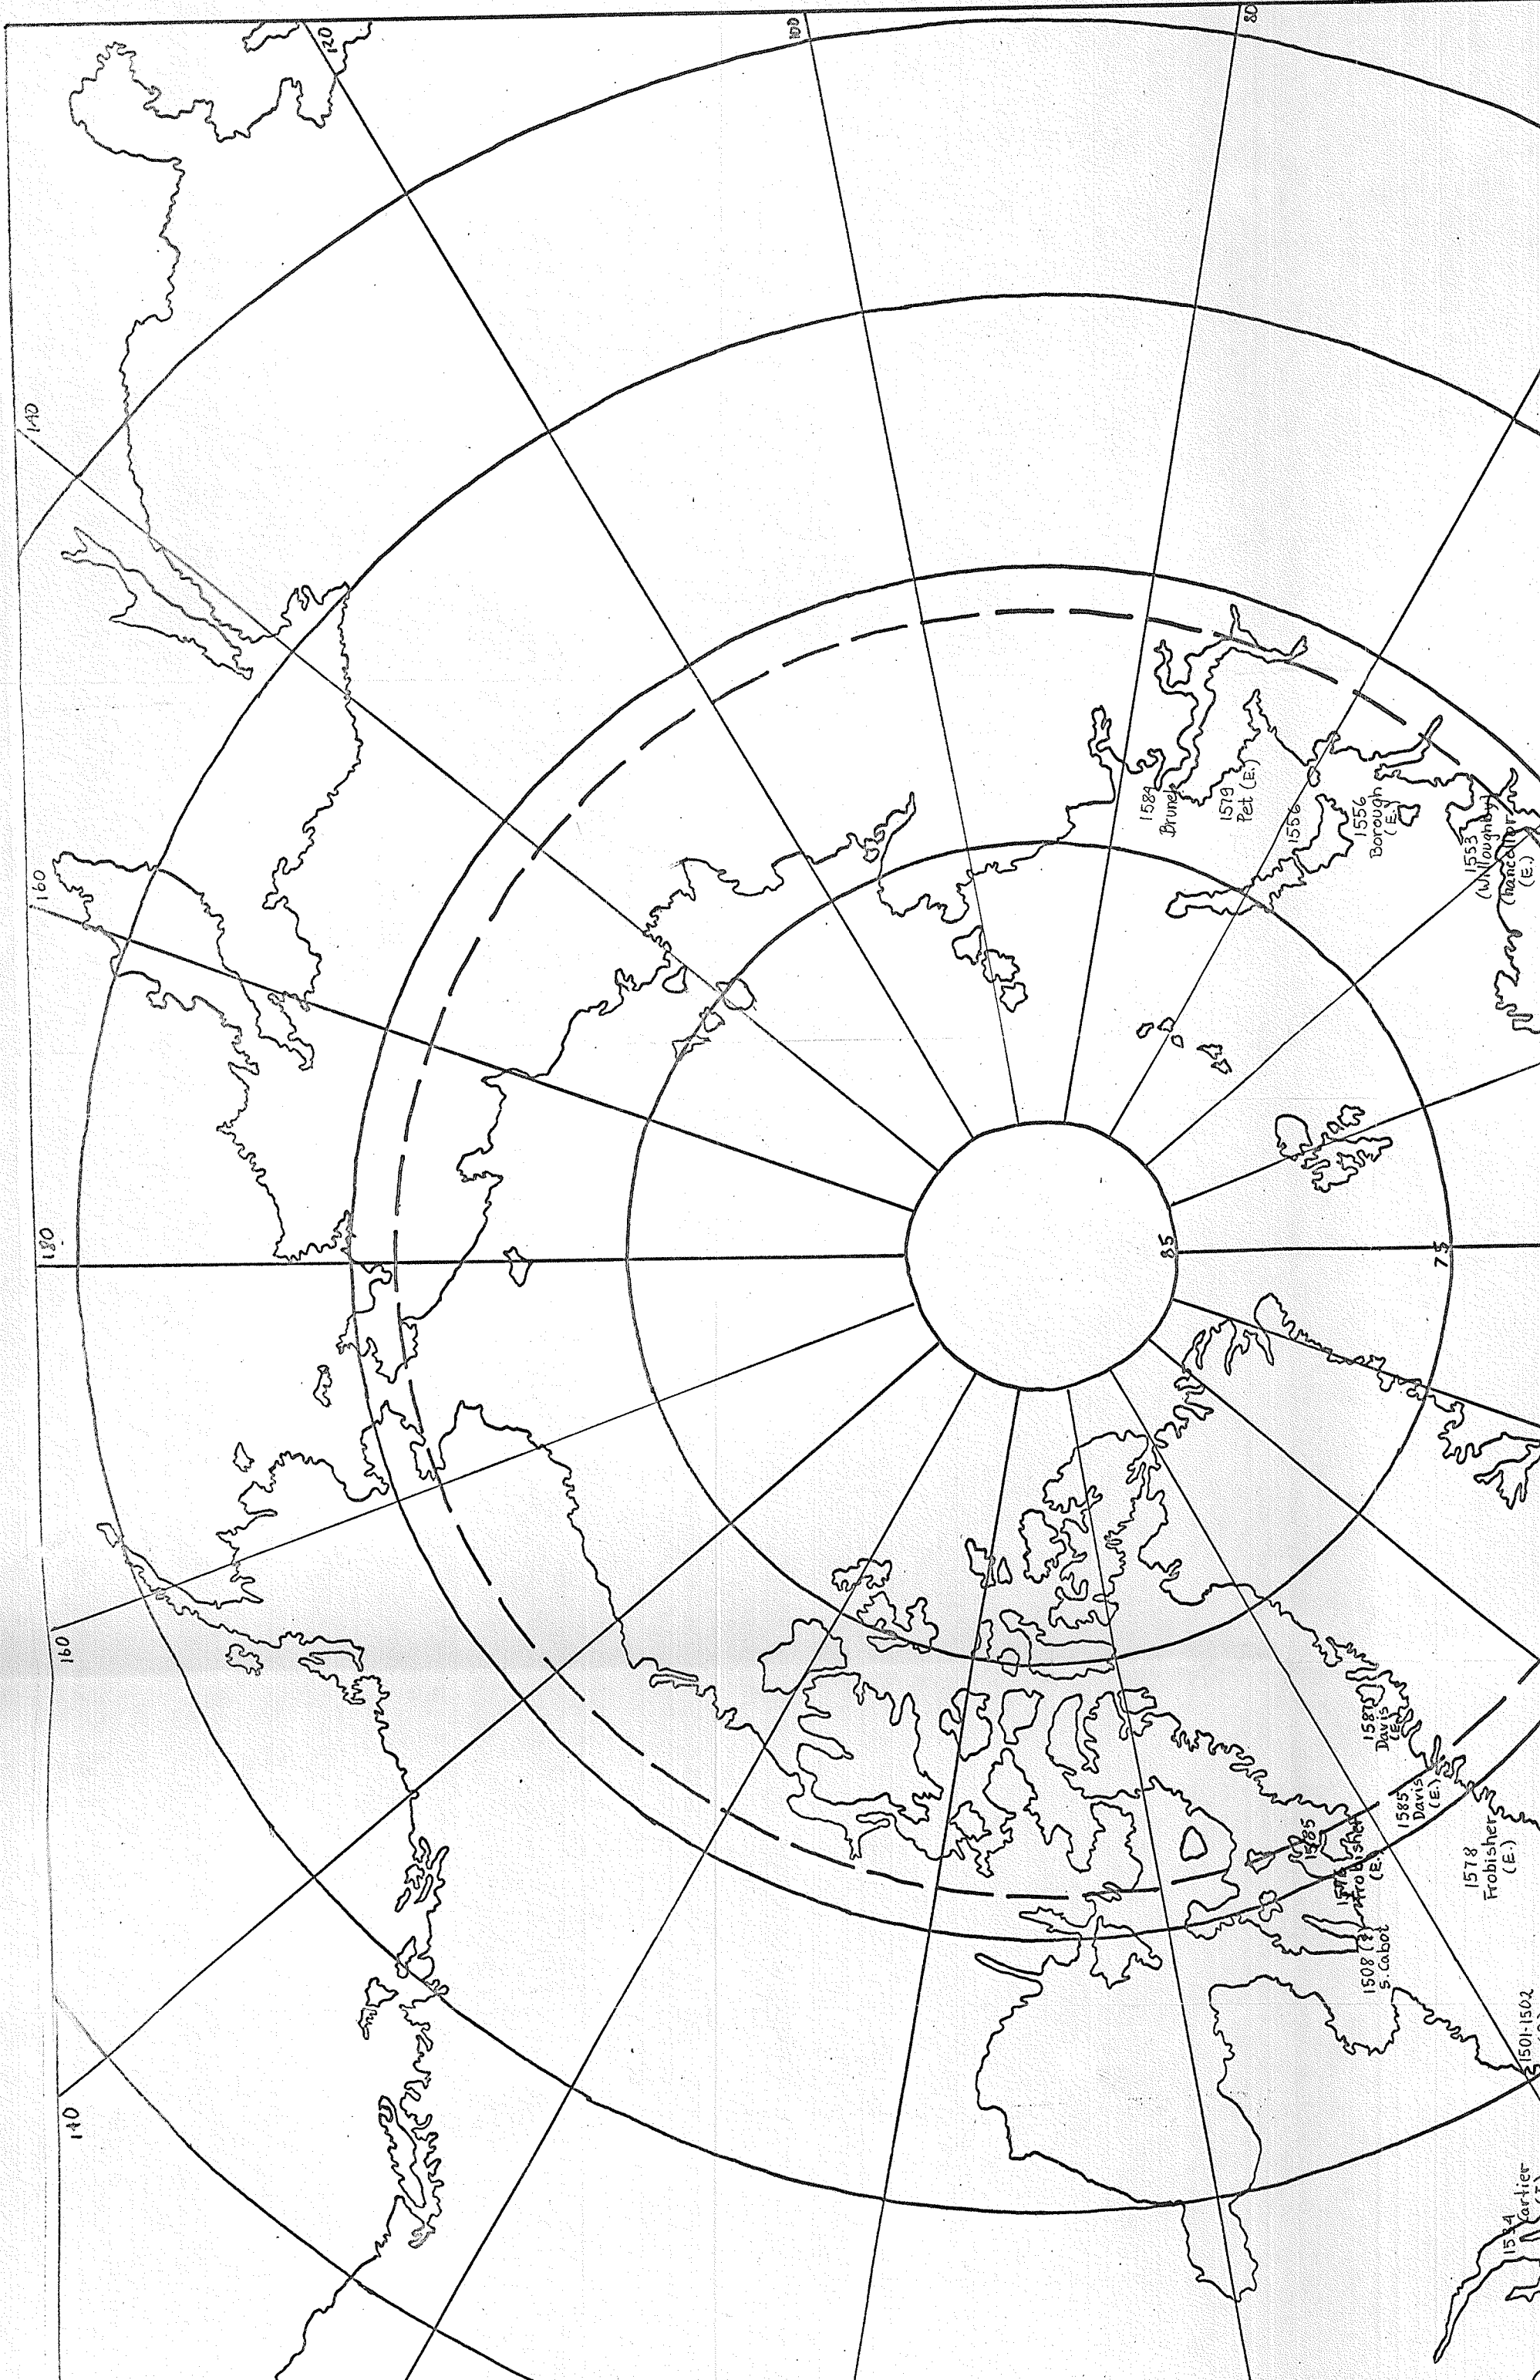 120
100
80
140
160
180
160
140
85
75
1584
Brunel
1579
Pet (E.)
1556
1556
Borough
(E.)
1553
(Willoughby)
Chancellor
(E.)
Davis
(E.)
1585
Davis
(E.)
1585
1576
Frobisher
(E.)
1578
Frobisher
(E.)
1508 (?)
S. Cabot
1501-1502
1534
Cartier